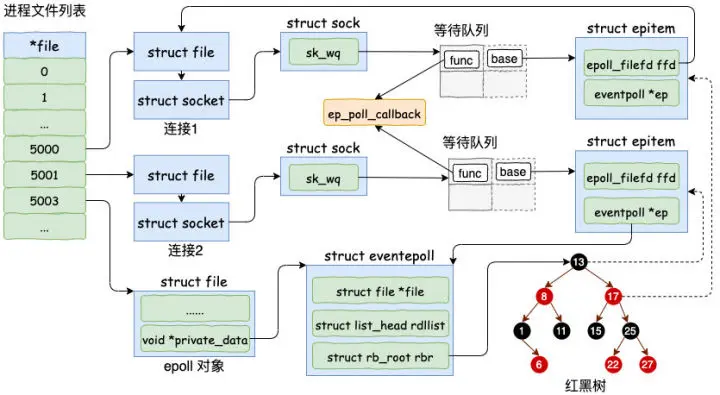 进程文件列表
*file
0
1
...
5000
5001
5003
...
struct file
struct socket
连接1
struct sock
sk_wq
等待队列
func
base
struct epitem
epoll_filefd ffd
eventpoll *ep
ep_poll_callback
struct file
struct socket
连接2
struct sock
sk_wq
等待队列
func
base
struct epitem
epoll_filefd ffd
eventpoll *ep
struct file
......
void *private_data
epoll 对象
struct eventepoll
struct file *file
struct list_head rdllist
struct rb_root rbr
13
8
17
1
11
15
25
6
22
27
红黑树